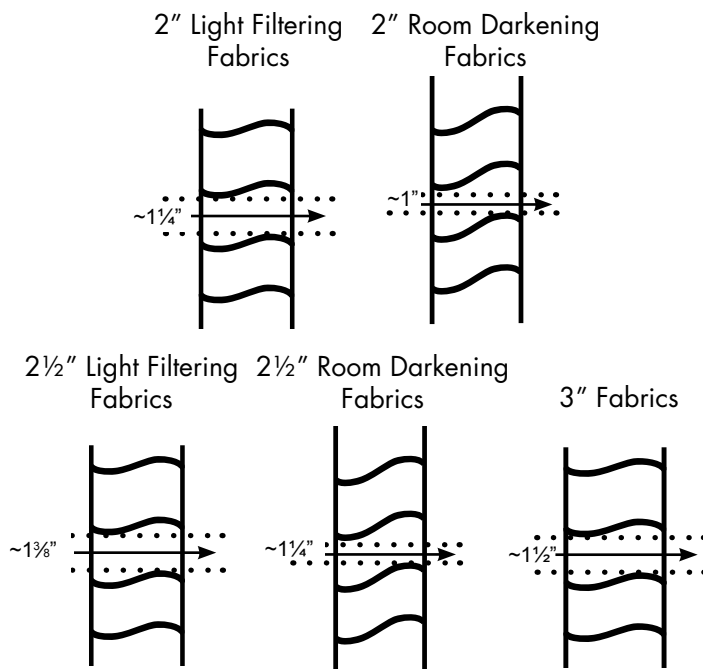 2” Light Filtering
Fabrics
2” Room Darkening
Fabrics
~1¼”
~1”
2½” Light Filtering
Fabrics
2½” Room Darkening
Fabrics
3” Fabrics
~1⅜”
~1¼”
~1½”